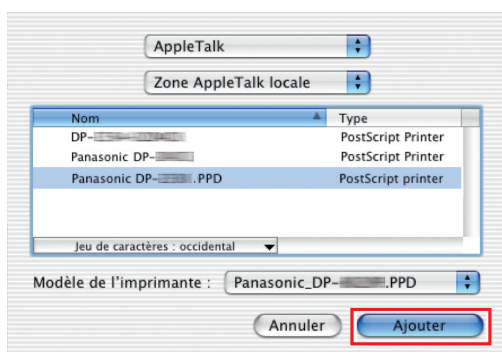 AppleTalk
Zone AppleTalk locale
Nom Type
DP- PostScript Printer
Panasonic DP- PostScript Printer
Panasonic DP- .PPD PostScript printer
Jeu de caractères : occidental
Modèle de l'imprimante : Panasonic_DP- .PPD
Annuler Ajouter